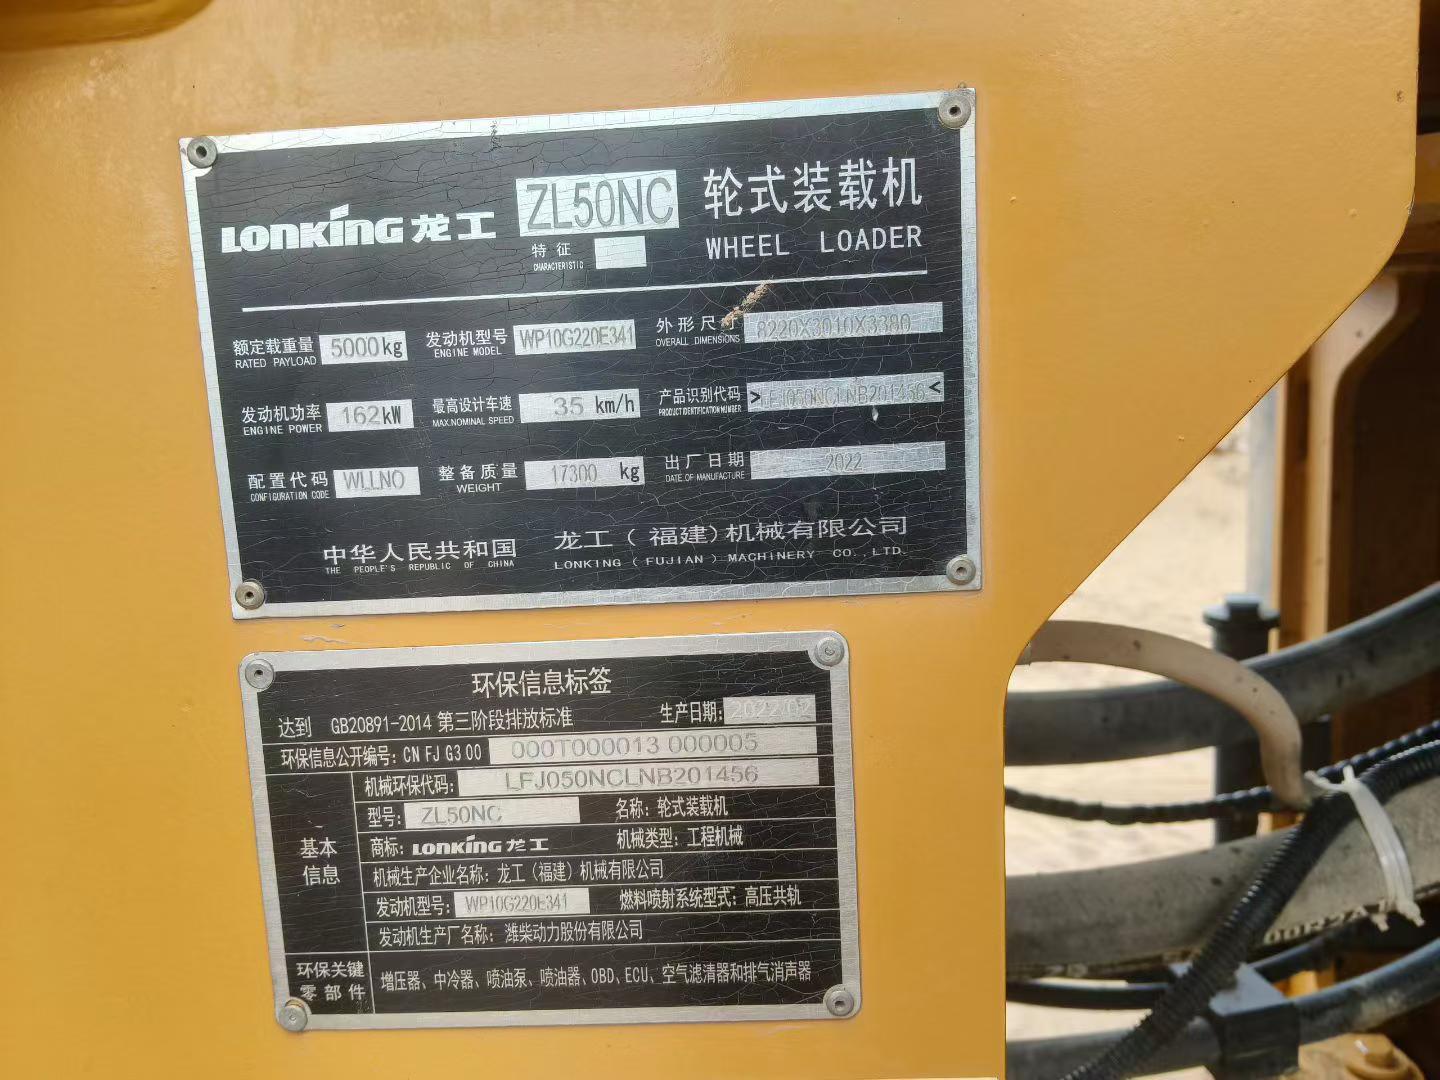 LONKING 龙工 ZL50NC 轮式装载机
特征
CHARACTERISTIC
WHEEL LOADER
额定载重量 5000kg 发动机型号 WP10G220E341 外形尺寸 8220X3010X3380
RATED PAYLOAD ENGINE MODEL OVERALL DIMENSIONS
发动机功率 162kW 最高设计车速 35 km/h 产品识别代码 >LFJ050NCLNB201456<
ENGINE POWER MAX.NOMINAL SPEED PRODUCT IDENTIFICATION NUMBER
配置代码 WLLNO 整备质量 17300 kg 出厂日期 2022
CONFIGURATION CODE WEIGHT DATE OF MANUFACTURE
中华人民共和国 龙工（福建）机械有限公司
THE PEOPLE'S REPUBLIC OF CHINA LONKING ( FUJIAN ) MACHINERY CO.,LTD.
环保信息标签
达到 GB20891-2014 第三阶段排放标准 生产日期: 2022/02
环保信息公开编号: CN FJ G3 00 000T000013 000005
机械环保代码: LFJ050NCLNB201456
型号: ZL50NC 名称: 轮式装载机
基本
信息
商标: LONKING 龙工 机械类型: 工程机械
机械生产企业名称: 龙工（福建）机械有限公司
发动机型号: WP10G220E341 燃料喷射系统型式: 高压共轨
发动机生产厂名称: 潍柴动力股份有限公司
环保关键
零部件
增压器、中冷器、喷油泵、喷油器、OBD、ECU、空气滤清器和排气消声器